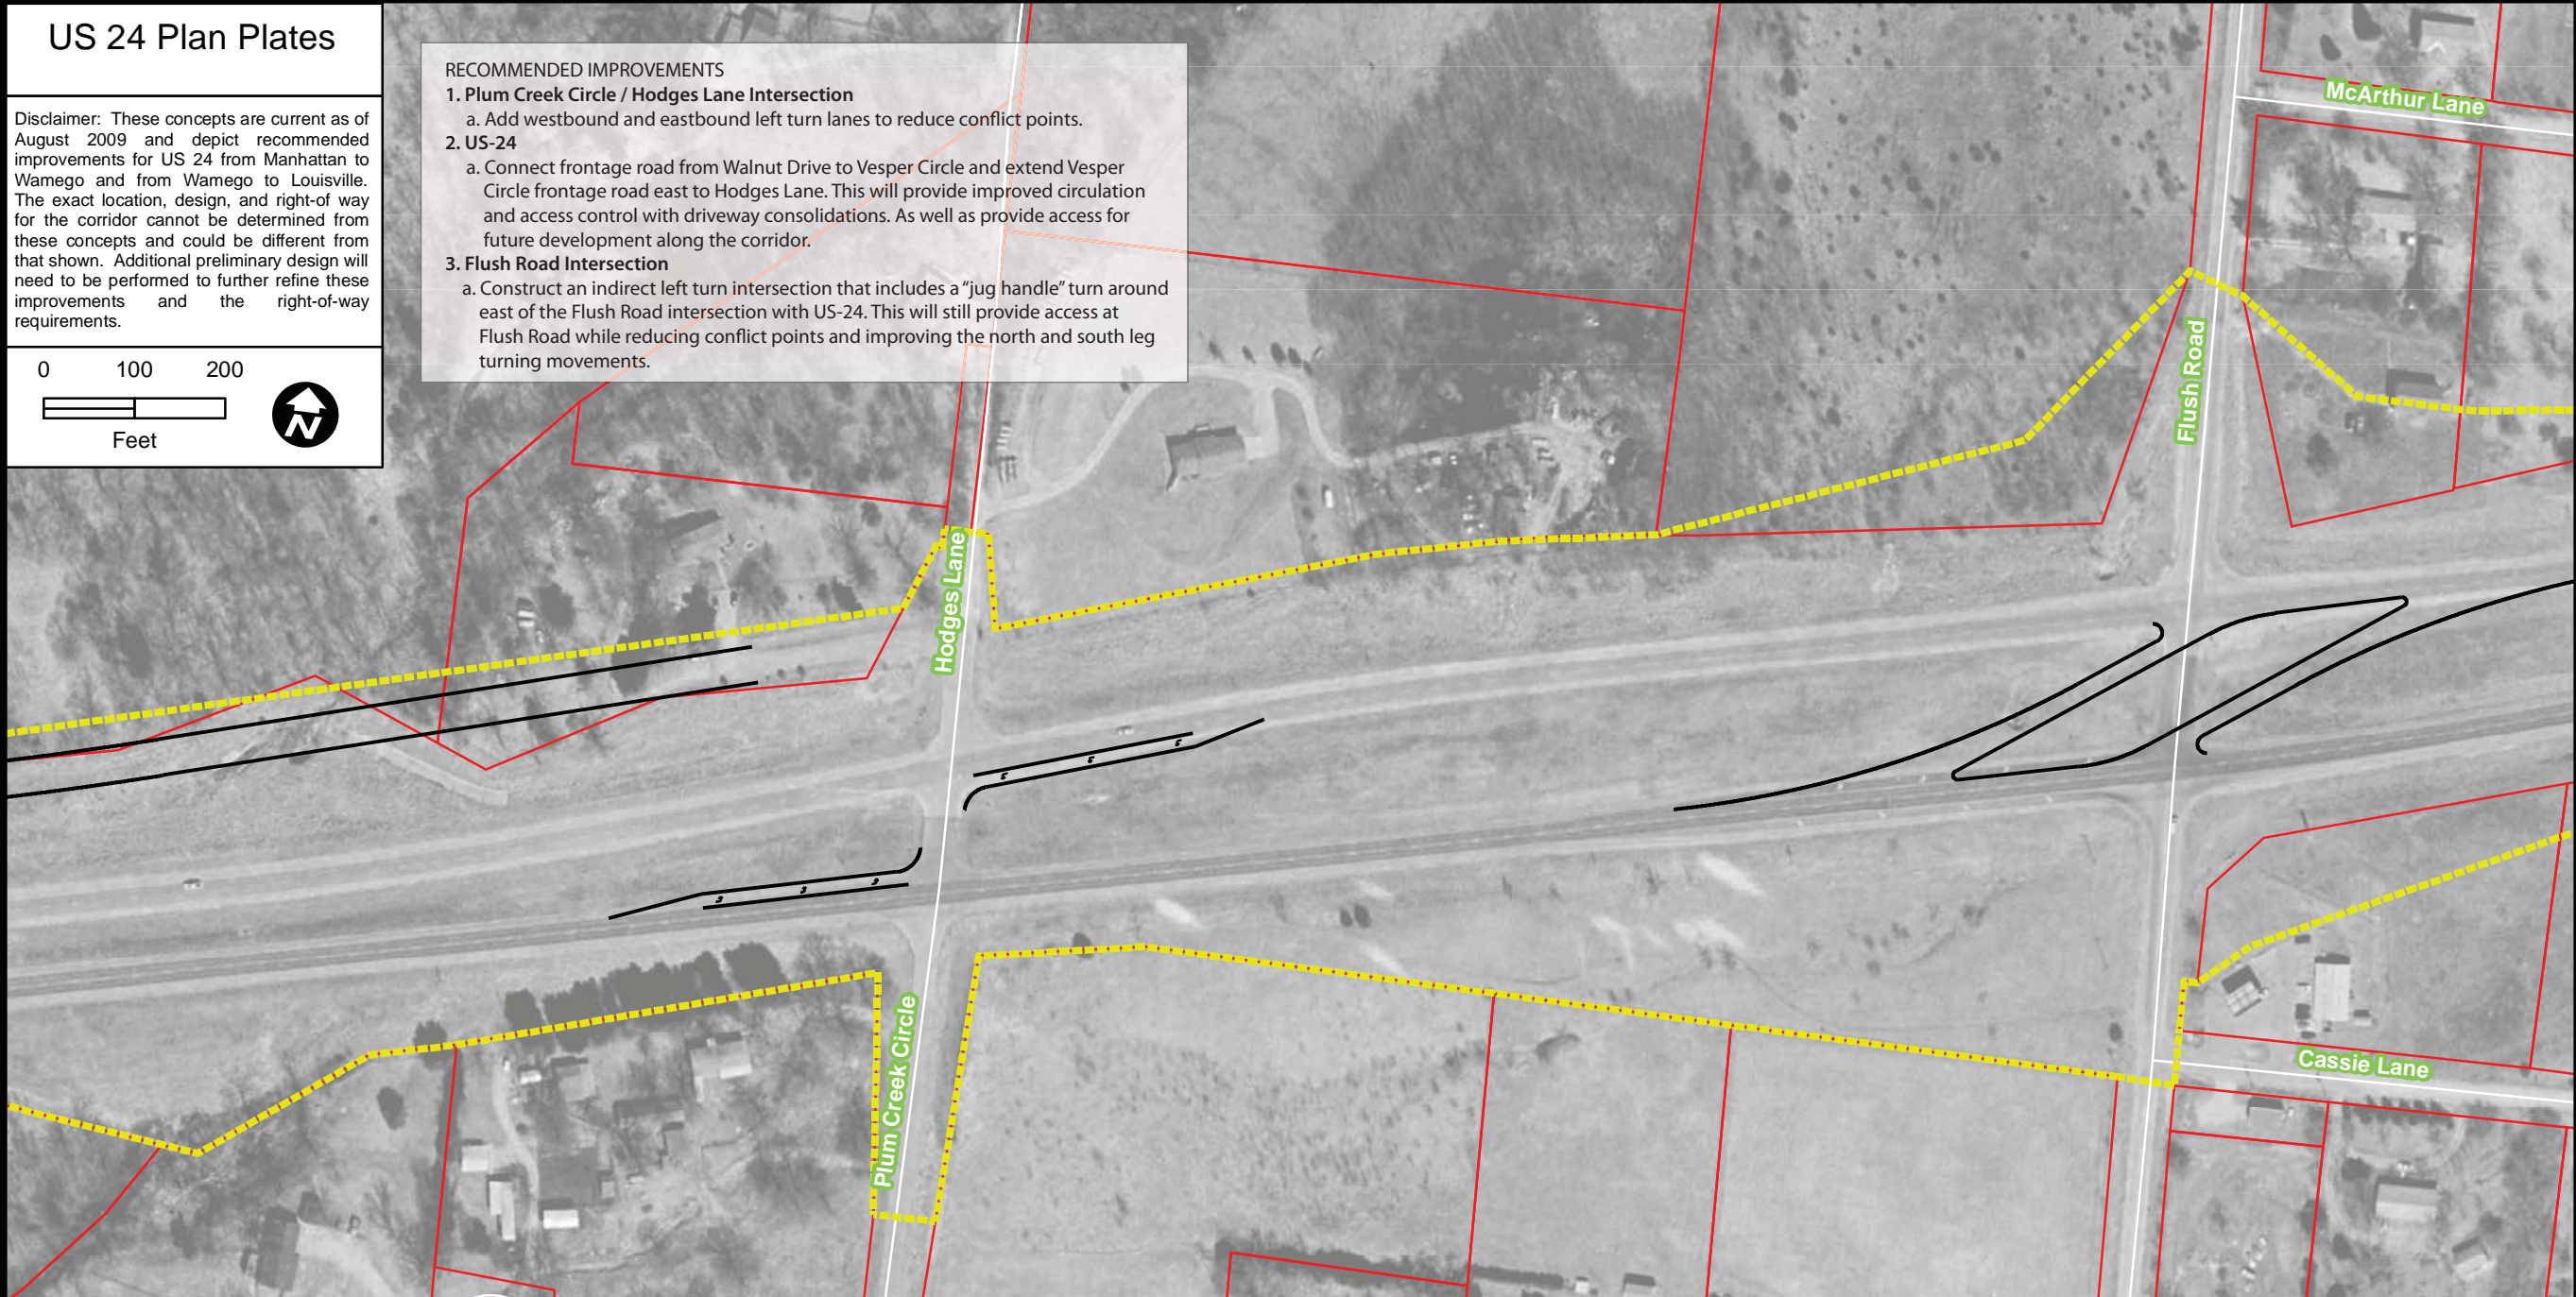 US 24 Plan Plates
Disclaimer: These concepts are current as of
August 2009 and depict recommended
improvements for US 24 from Manhattan to
Wamego and from Wamego to Louisville.
The exact location, design, and right-of way
for the corridor cannot be determined from
these concepts and could be different from
that shown. Additional preliminary design will
need to be performed to further refine these
improvements and the right-of-way
requirements.
0 100 200
Feet
N
RECOMMENDED IMPROVEMENTS
1. Plum Creek Circle / Hodges Lane Intersection
a. Add westbound and eastbound left turn lanes to reduce conflict points.
2. US-24
a. Connect frontage road from Walnut Drive to Vesper Circle and extend Vesper
Circle frontage road east to Hodges Lane. This will provide improved circulation
and access control with driveway consolidations. As well as provide access for
future development along the corridor.
3. Flush Road Intersection
a. Construct an indirect left turn intersection that includes a “jug handle” turn around
east of the Flush Road intersection with US-24. This will still provide access at
Flush Road while reducing conflict points and improving the north and south leg
turning movements.
McArthur Lane
Flush Road
Hodges Lane
Plum Creek Circle
Cassie Lane